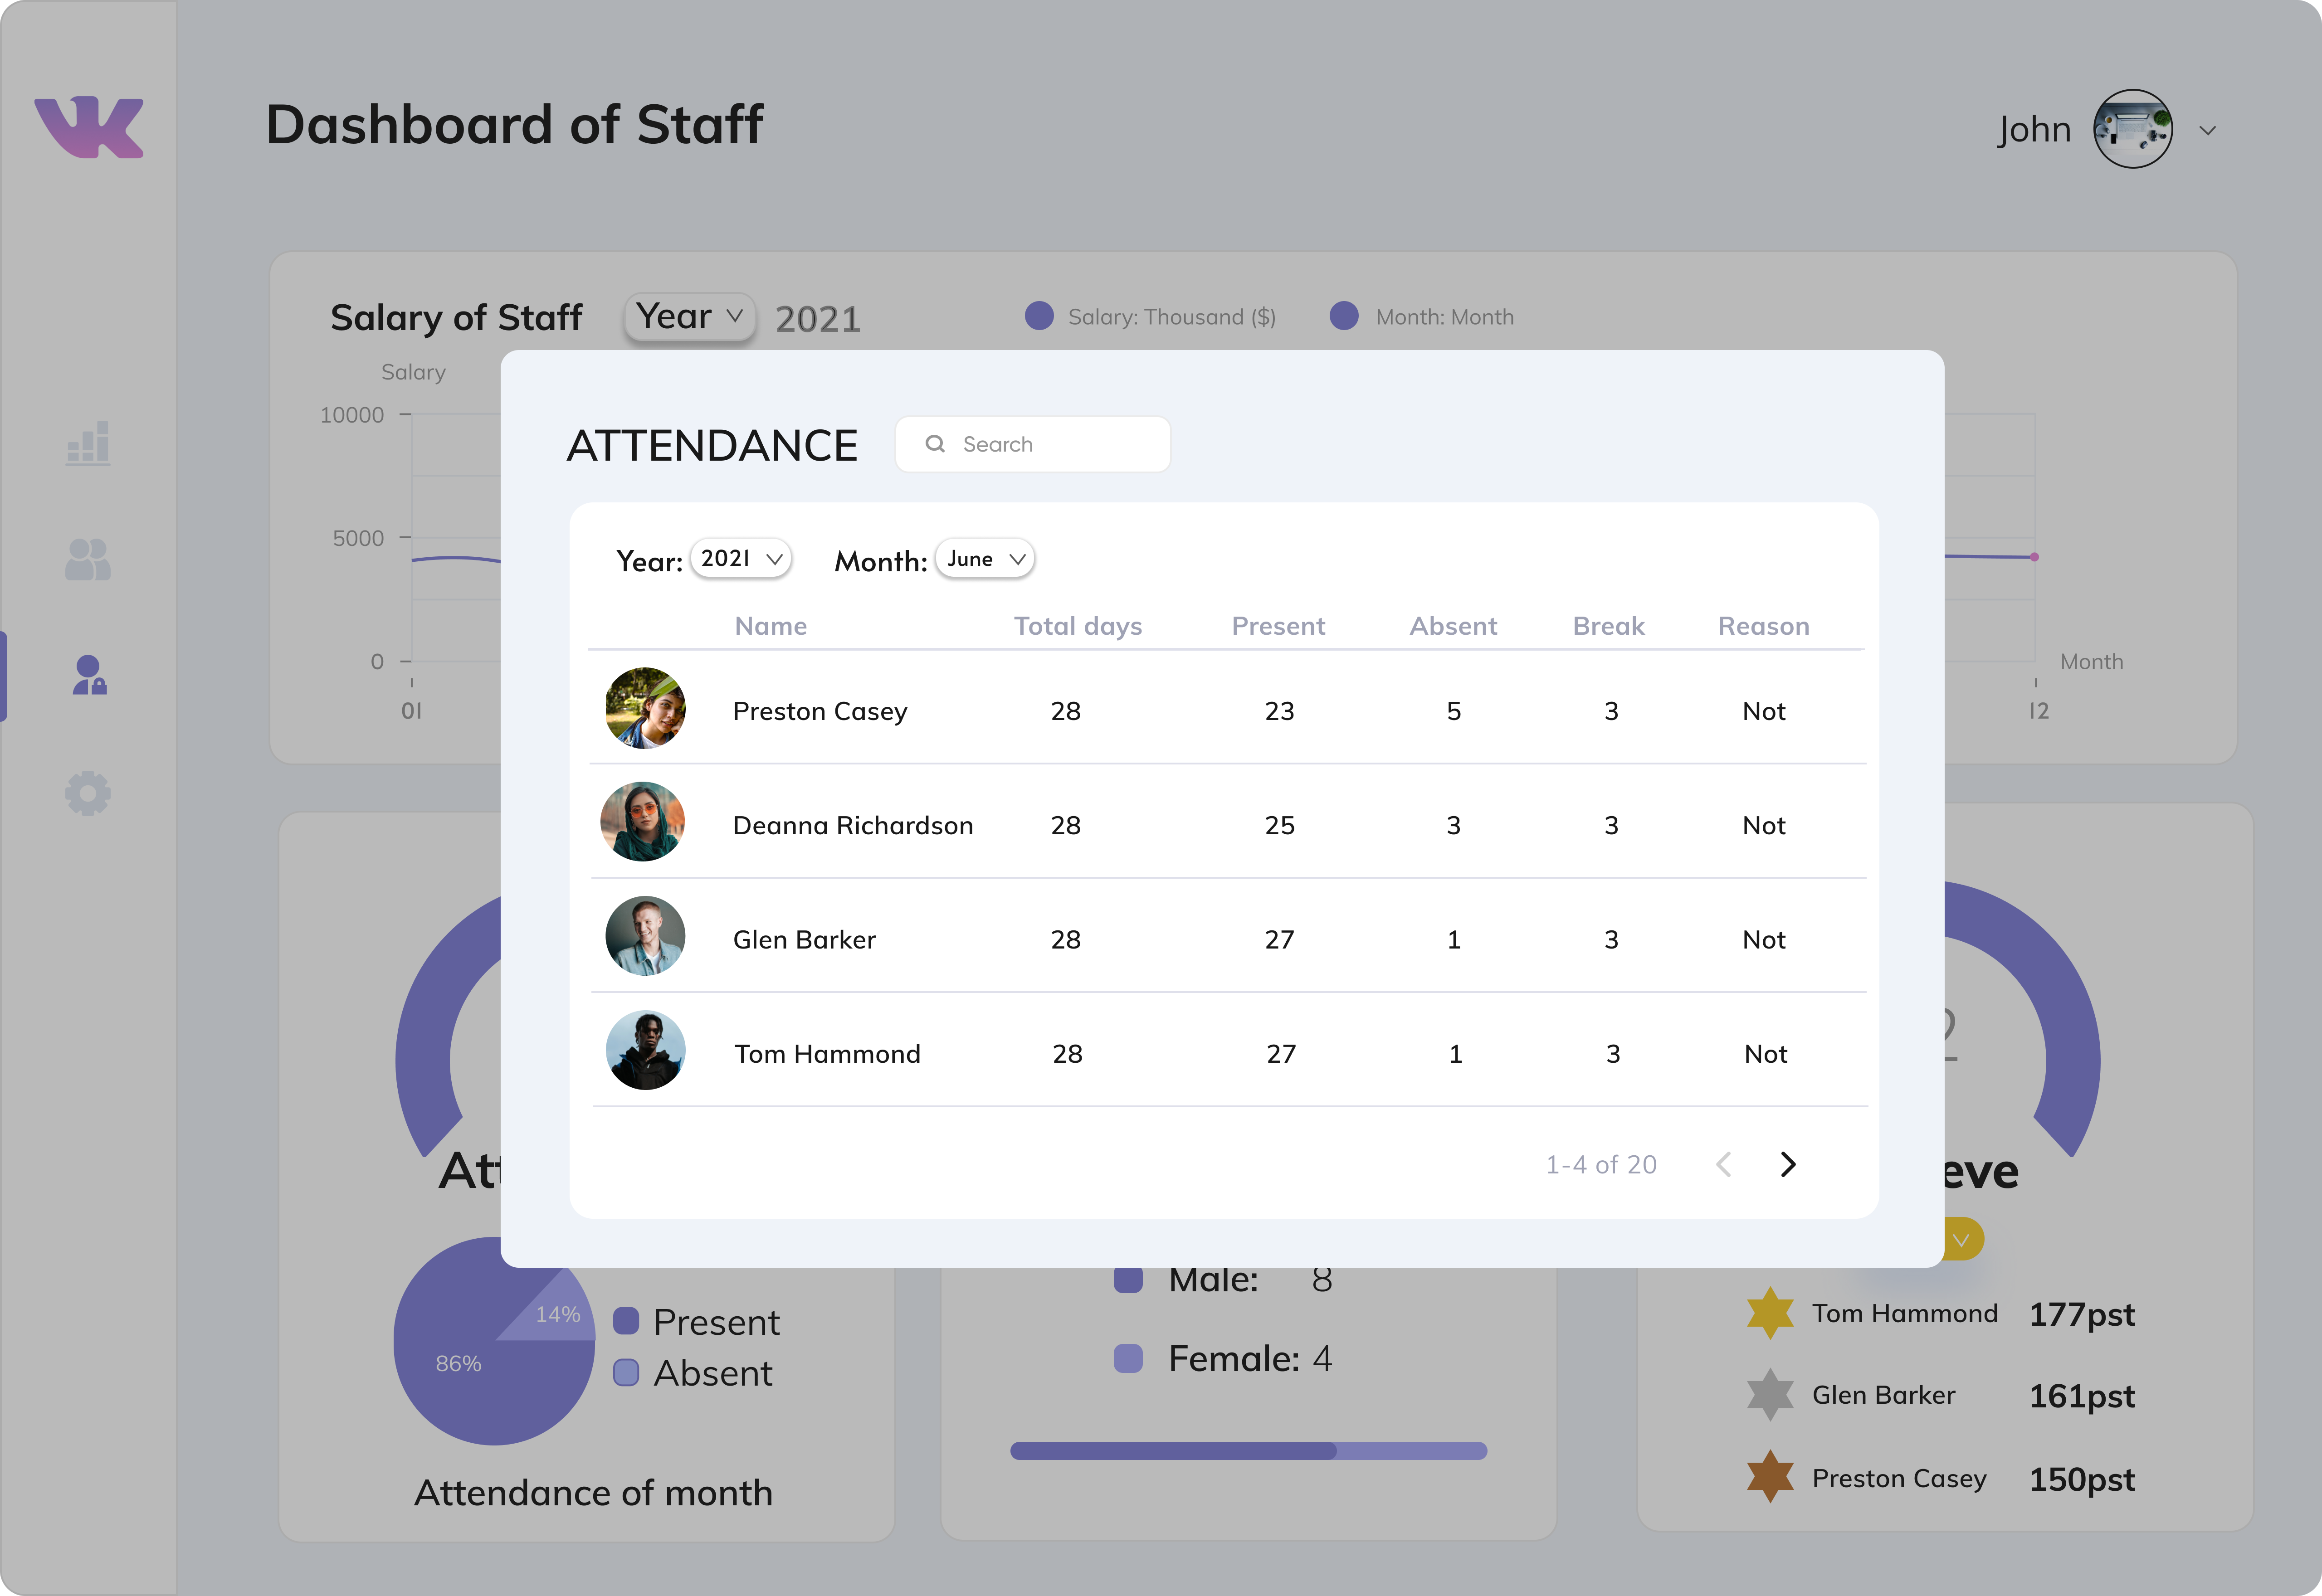 Dashboard of Staff
John
Salary of Staff Year 2021 Salary: Thousand ($) Month: Month
Salary
10000
5000
0
01
12
Month
ATTENDANCE Search
Year: 2021 Month: June
Name Total days Present Absent Break Reason
Preston Casey 28 23 5 3 Not
Deanna Richardson 28 25 3 3 Not
Glen Barker 28 27 1 3 Not
Tom Hammond 28 27 1 3 Not
1-4 of 20
14%
86%
Present
Absent
Attendance of month
Male: 8
Female: 4
Tom Hammond 177pst
Glen Barker 161pst
Preston Casey 150pst